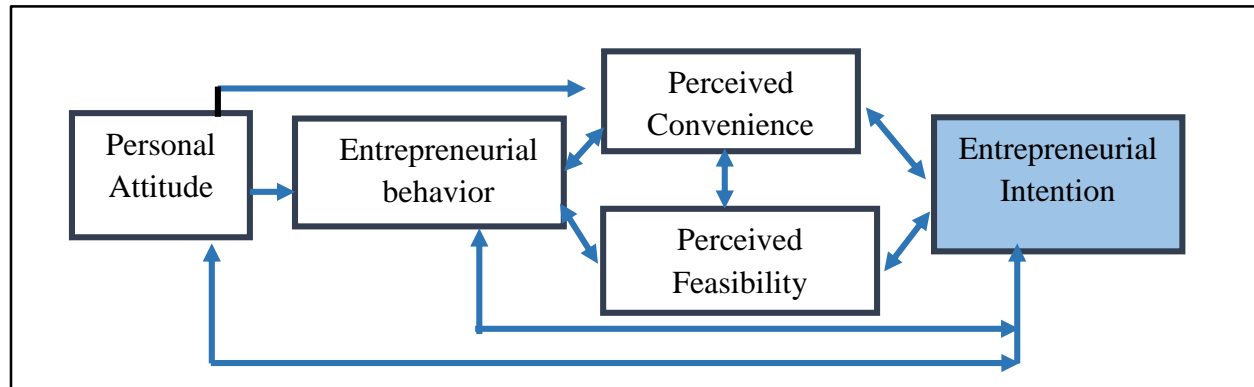 Personal
Attitude
Entrepreneurial
behavior
Perceived
Convenience
Perceived
Feasibility
Entrepreneurial
Intention